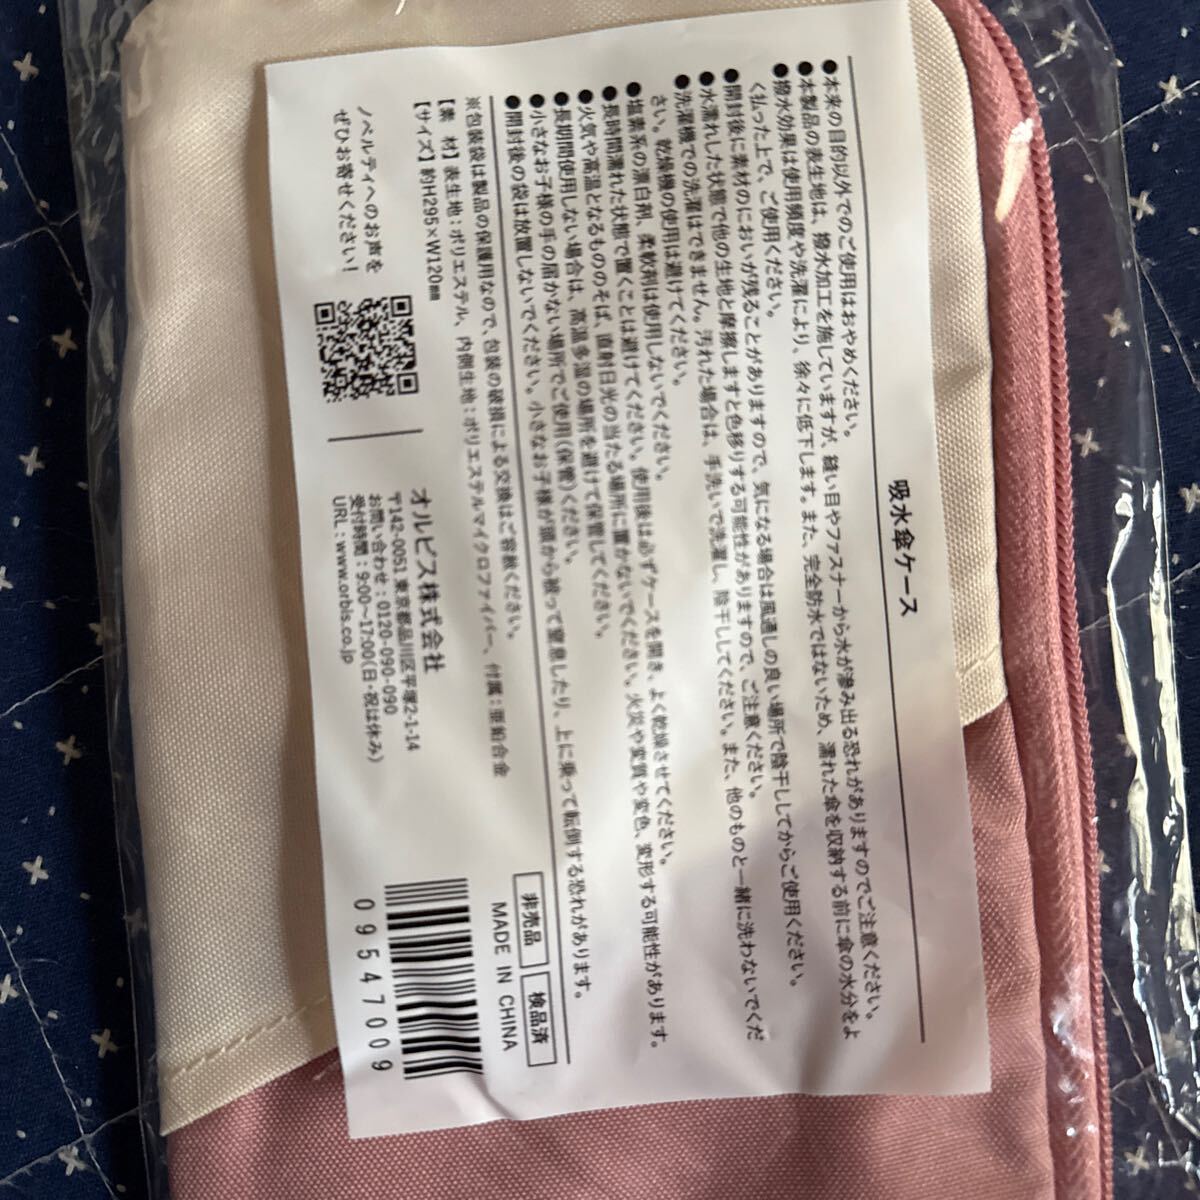 吸水傘ケース
●本来の目的以外でのご使用はおやめください。
●本製品の表生地は、撥水加工を施していますが、縫い目やファスナーから水が滲み出る恐れがありますのでご注意ください。
●撥水効果は使用頻度や洗濯により、徐々に低下します。また、完全防水ではないため、濡れた傘を収納する前に傘の水分をよ
く払った上で、ご使用ください。
●開封後に素材のにおいが残ることがありますので、気になる場合は風通しの良い場所で陰干ししてからご使用ください。
●水濡れした状態で他の生地と摩擦しますと色移りする可能性がありますので、ご注意ください。
●洗濯機での洗濯はできません。汚れた場合は、手洗いで洗濯し、陰干ししてください。また、他のものと一緒に洗わないでくだ
さい。乾燥機の使用は避けてください。
●塩素系の漂白剤、柔軟剤は使用しないでください。
●長時間濡れた状態で置くことは避けてください。使用後は必ずケースを開き、よく乾燥させてください。
●火気や高温となるもののそば、直射日光の当たる場所に置かないでください。火災や変質や変色、変形する可能性があります。
●長期間使用しない場合は、高温多湿の場所を避けて保管してください。
●小さなお子様の手の届かない場所でご使用(保管)ください。
●開封後の袋は放置しないでください。小さなお子様が頭から被って窒息したり、上に乗って転倒する恐れがあります。
※包装袋は製品の保護用なので、包装の破損による交換はご容赦ください。
【素 材】表生地:ポリエステル、内側生地:ポリエステルマイクロファイバー、付属:亜鉛合金
【サイズ】約H295×W120mm
非売品 検品済
MADE IN CHINA
ノベルティへのお声を
ぜひお寄せください!
オルビス株式会社
〒142-0051 東京都品川区平塚2-1-14
お問い合わせ:0120-090-090
受付時間:9:00〜17:00(日・祝は休み)
URL:www.orbis.co.jp
09547009